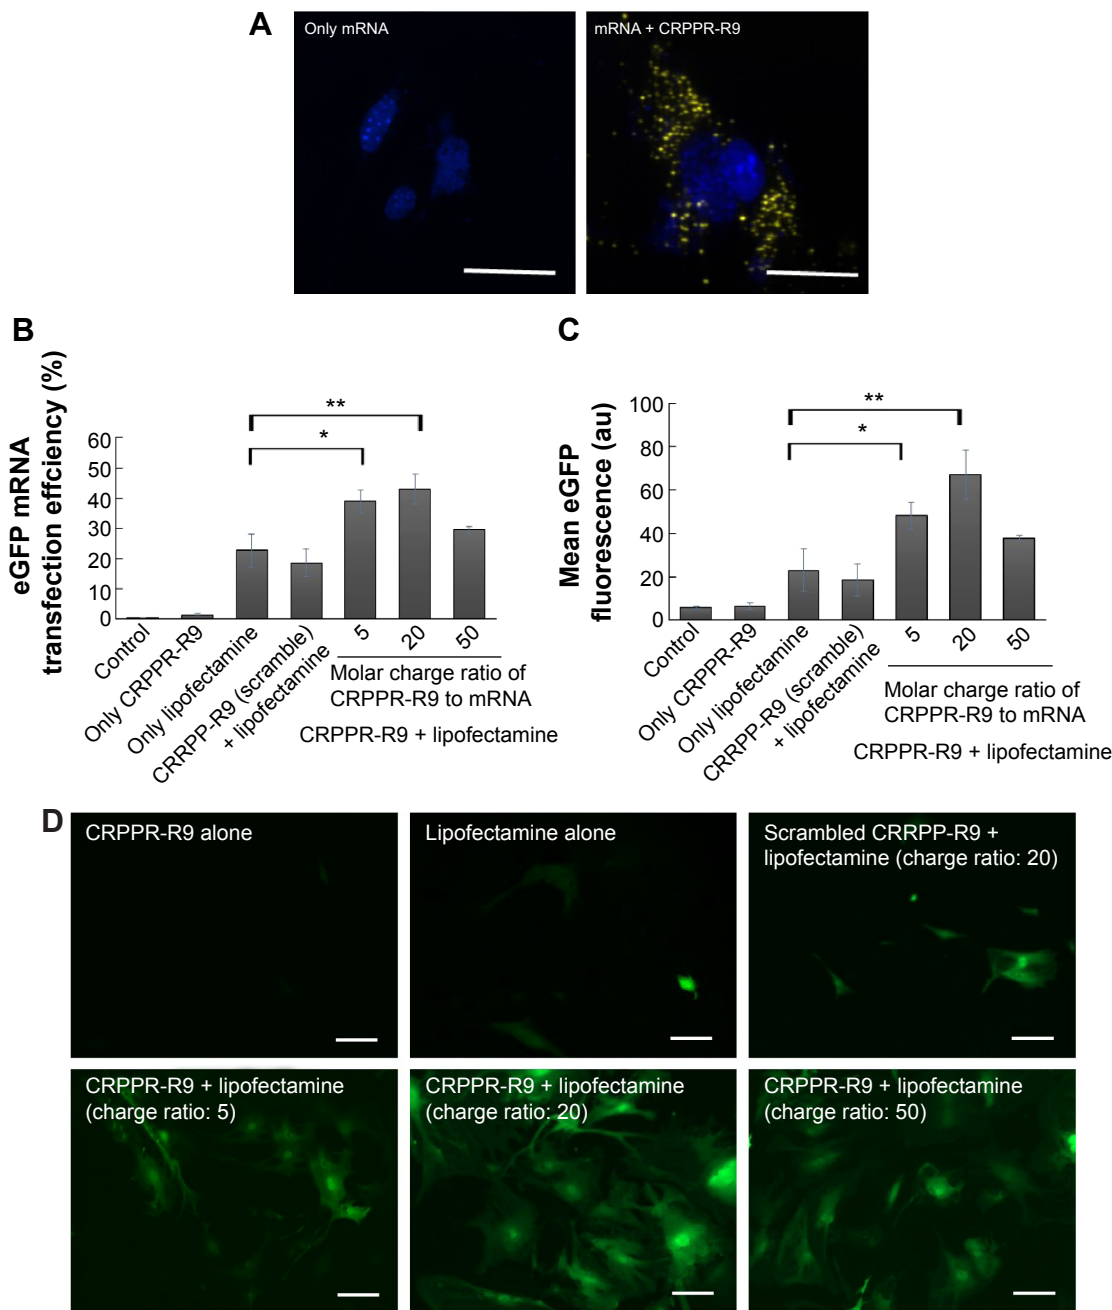 A
Only mRNA
mRNA + CRPPR-R9
B
eGFP mRNA
transfection effciency (%)
**
*
60
50
40
30
20
10
0
Control
Only CRPPR-R9
Only lipofectamine
CRRPP-R9 (scramble)
+ lipofectamine
5
20
50
Molar charge ratio of
CRPPR-R9 to mRNA
CRPPR-R9 + lipofectamine
C
Mean eGFP
fluorescence (au)
**
*
100
80
60
40
20
0
Control
Only CRPPR-R9
Only lipofectamine
CRRPP-R9 (scramble)
+ lipofectamine
5
20
50
Molar charge ratio of
CRPPR-R9 to mRNA
CRPPR-R9 + lipofectamine
D
CRPPR-R9 alone
Lipofectamine alone
Scrambled CRRPP-R9 +
lipofectamine (charge ratio: 20)
CRPPR-R9 + lipofectamine
(charge ratio: 5)
CRPPR-R9 + lipofectamine
(charge ratio: 20)
CRPPR-R9 + lipofectamine
(charge ratio: 50)